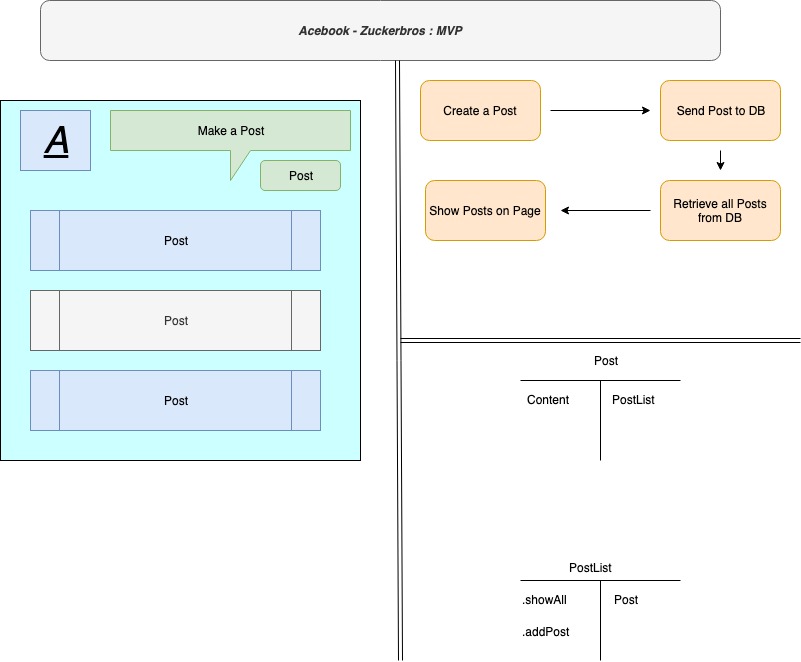 Acebook - Zuckerbros : MVP
A
Make a Post
Post
Post
Post
Post
Create a Post
Send Post to DB
Show Posts on Page
Retrieve all Posts
from DB
Post
Content
PostList
PostList
.showAll
Post
.addPost